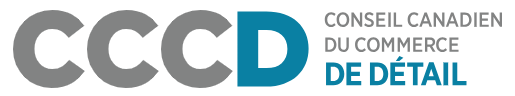 CCCD
CONSEIL CANADIEN
DU COMMERCE
DE DÉTAIL